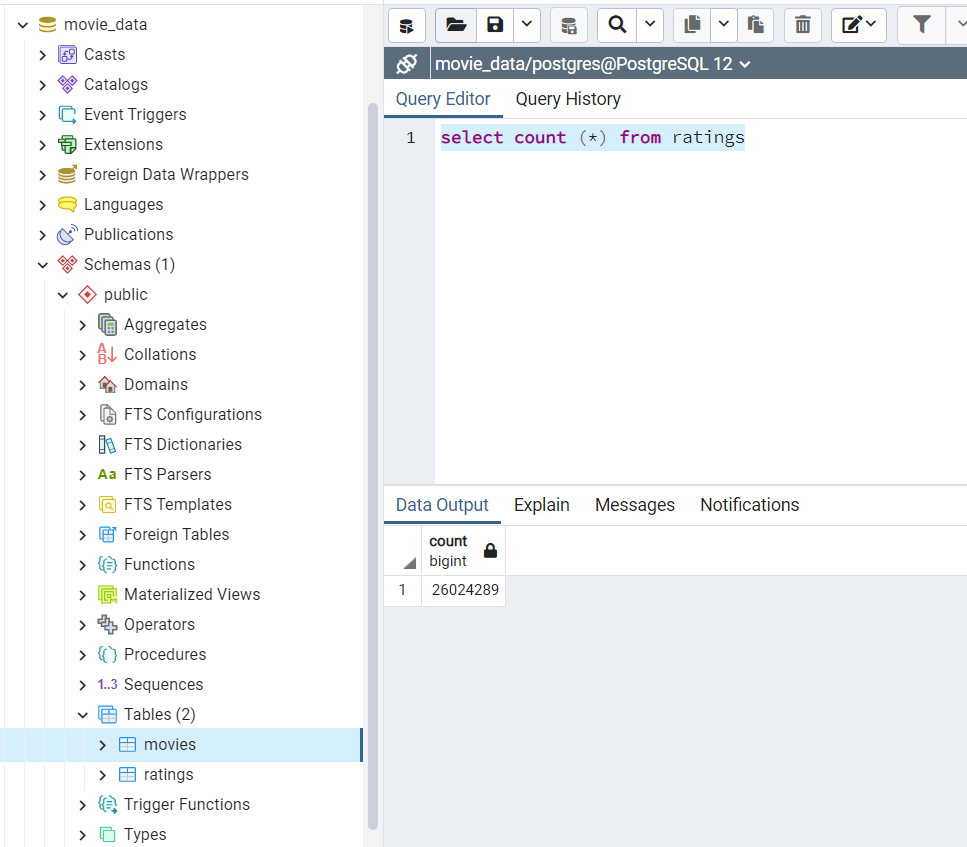 movie_data
Casts
Catalogs
Event Triggers
Extensions
Foreign Data Wrappers
Languages
Publications
Schemas (1)
public
Aggregates
Collations
Domains
FTS Configurations
FTS Dictionaries
Aa FTS Parsers
FTS Templates
Foreign Tables
Functions
Materialized Views
Operators
Procedures
1..3 Sequences
Tables (2)
movies
ratings
Trigger Functions
Types
movie_data/postgres@PostgreSQL 12
Query Editor Query History
1 select count (*) from ratings
Data Output Explain Messages Notifications
count
bigint
1 26024289